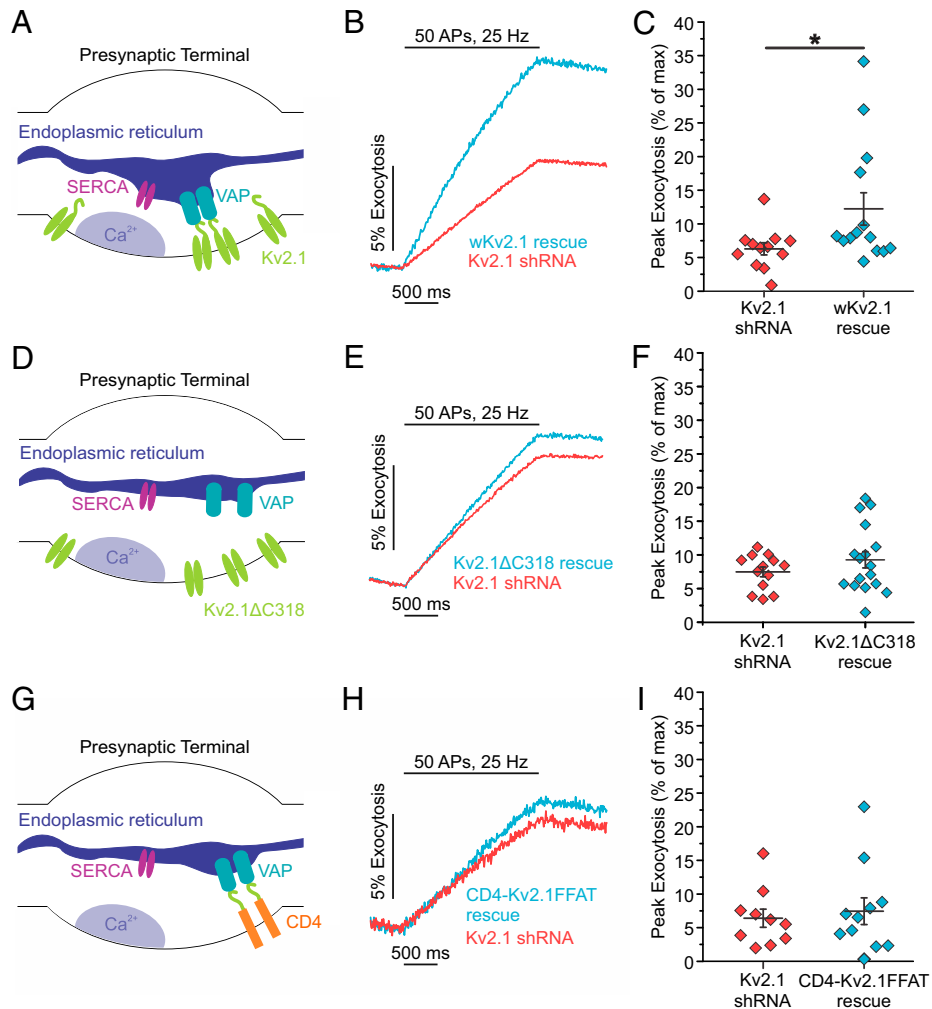 A
Presynaptic Terminal
Endoplasmic reticulum
SERCA
VAP
Ca2+
Kv2.1
B
50 APs, 25 Hz
5% Exocytosis
wKv2.1 rescue
Kv2.1 shRNA
500 ms
C
Peak Exocytosis (% of max)
40
35
30
25
20
15
10
5
0
*
Kv2.1
shRNA
wKv2.1
rescue
D
Presynaptic Terminal
Endoplasmic reticulum
SERCA
VAP
Ca2+
Kv2.1ΔC318
E
50 APs, 25 Hz
5% Exocytosis
Kv2.1ΔC318 rescue
Kv2.1 shRNA
500 ms
F
Peak Exocytosis (% of max)
40
35
30
25
20
15
10
5
0
Kv2.1
shRNA
Kv2.1ΔC318
rescue
G
Presynaptic Terminal
Endoplasmic reticulum
SERCA
VAP
Ca2+
CD4
H
50 APs, 25 Hz
5% Exocytosis
CD4-Kv2.1FFAT
rescue
Kv2.1 shRNA
500 ms
I
Peak Exocytosis (% of max)
40
35
30
25
20
15
10
5
0
Kv2.1
shRNA
CD4-Kv2.1FFAT
rescue